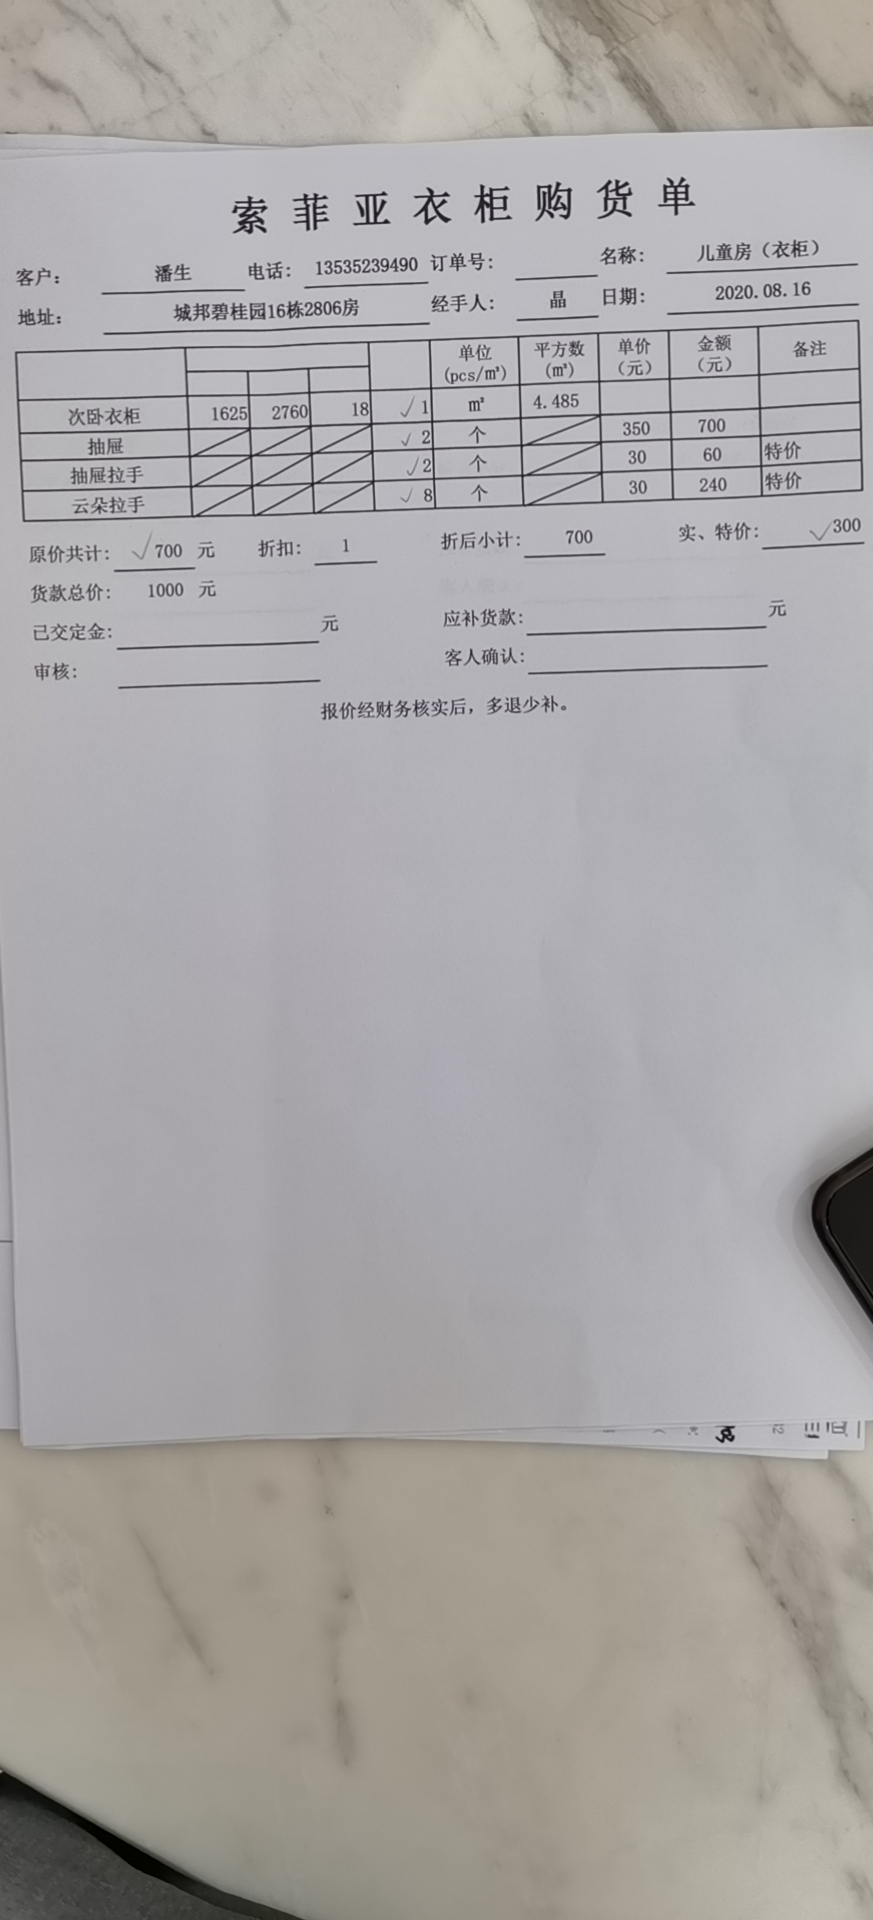 索菲亚衣柜购货单
客户： 潘生 电话： 13535239490 订单号： 名称： 儿童房（衣柜）
地址： 城邦碧桂园16栋2806房 经手人： 晶 日期： 2020.08.16
单位（pcs/㎡） 平方数（㎡） 单价（元） 金额（元） 备注
次卧衣柜 1625 2760 18 ✓1 ㎡ 4.485
抽屉 ✓2 个 350 700
抽屉拉手 ✓2 个 30 60 特价
云朵拉手 ✓8 个 30 240 特价
原价共计： ✓700 元 折扣： 1 折后小计： 700 实、特价： ✓300
货款总价： 1000 元
已交定金： 元 应补货款： 元
审核： 客人确认：
报价经财务核实后，多退少补。